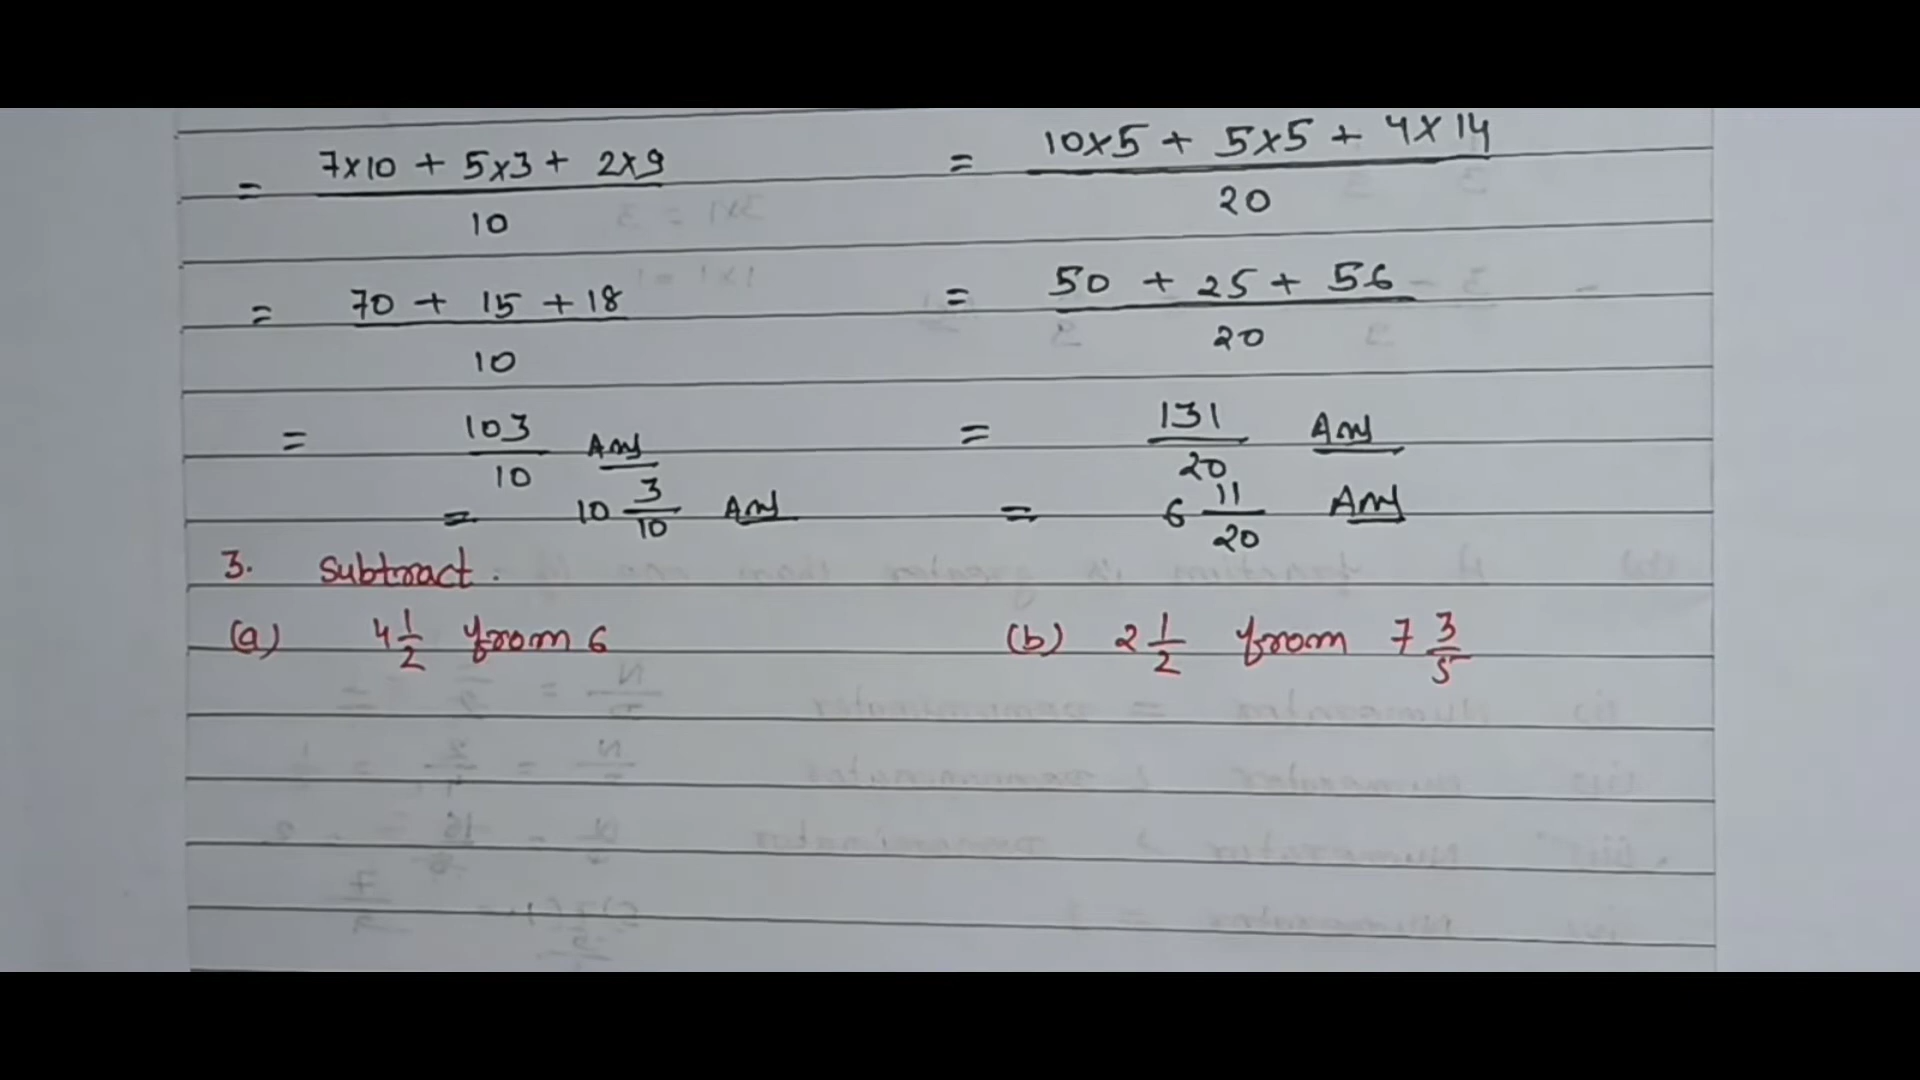 = 7x10 + 5x3 + 2x9 / 10 = 10x5 + 5x5 + 4x14 / 20
= 70 + 15 + 18 / 10 = 50 + 25 + 56 / 20
= 103/10 Ans = 131/20 Ans
= 10 3/10 Ans = 6 11/20 Ans
3. Subtract.
(a) 4 1/2 from 6 (b) 2 1/2 from 7 3/5